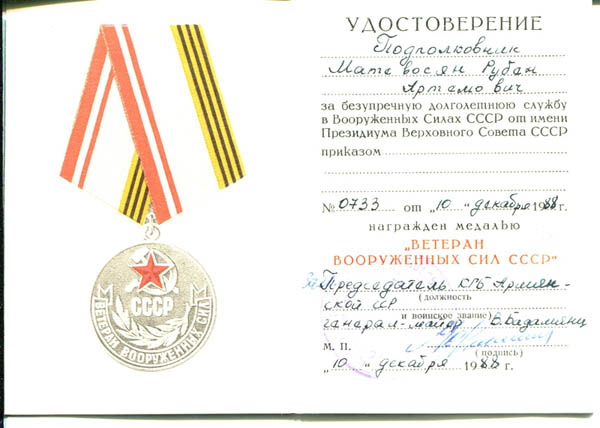 СССР
ВЕТЕРАН ВООРУЖЕННЫХ СИЛ
УДОСТОВЕРЕНИЕ
Подполковник
Матевосян Рубен
Артемович
за безупречную долголетнюю службу
в Вооруженных Силах СССР от имени
Президиума Верховного Совета СССР
приказом
№ 0733 от "10" декабря 1988 г.
награжден медалью
„ВЕТЕРАН
ВООРУЖЕННЫХ СИЛ СССР"
Председатель КГБ Армян-
ской ССР (должность
и воинское звание)
генерал-майор / В. Бадамянц
М. П. (подпись)
"10" декабря 1988 г.